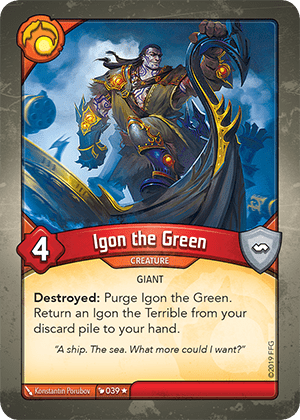 Igon the Green
4
CREATURE
GIANT
Destroyed: Purge Igon the Green.
Return an Igon the Terrible from your
discard pile to your hand.
"A ship. The sea. What more could I want?"
Konstantin Porubov
039
©2019 FFG